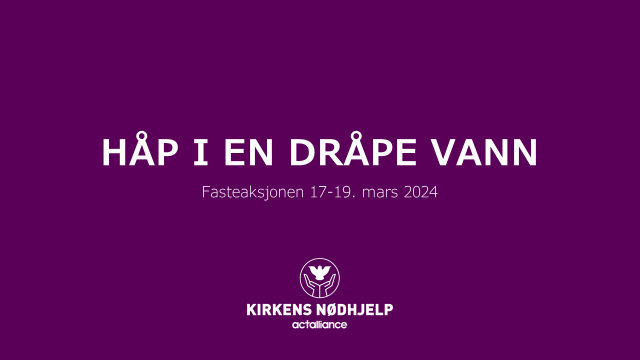 HÅP I EN DRÅPE VANN
Fasteaksjonen 17-19. mars 2024
KIRKENS NØDHJELP
actalliance